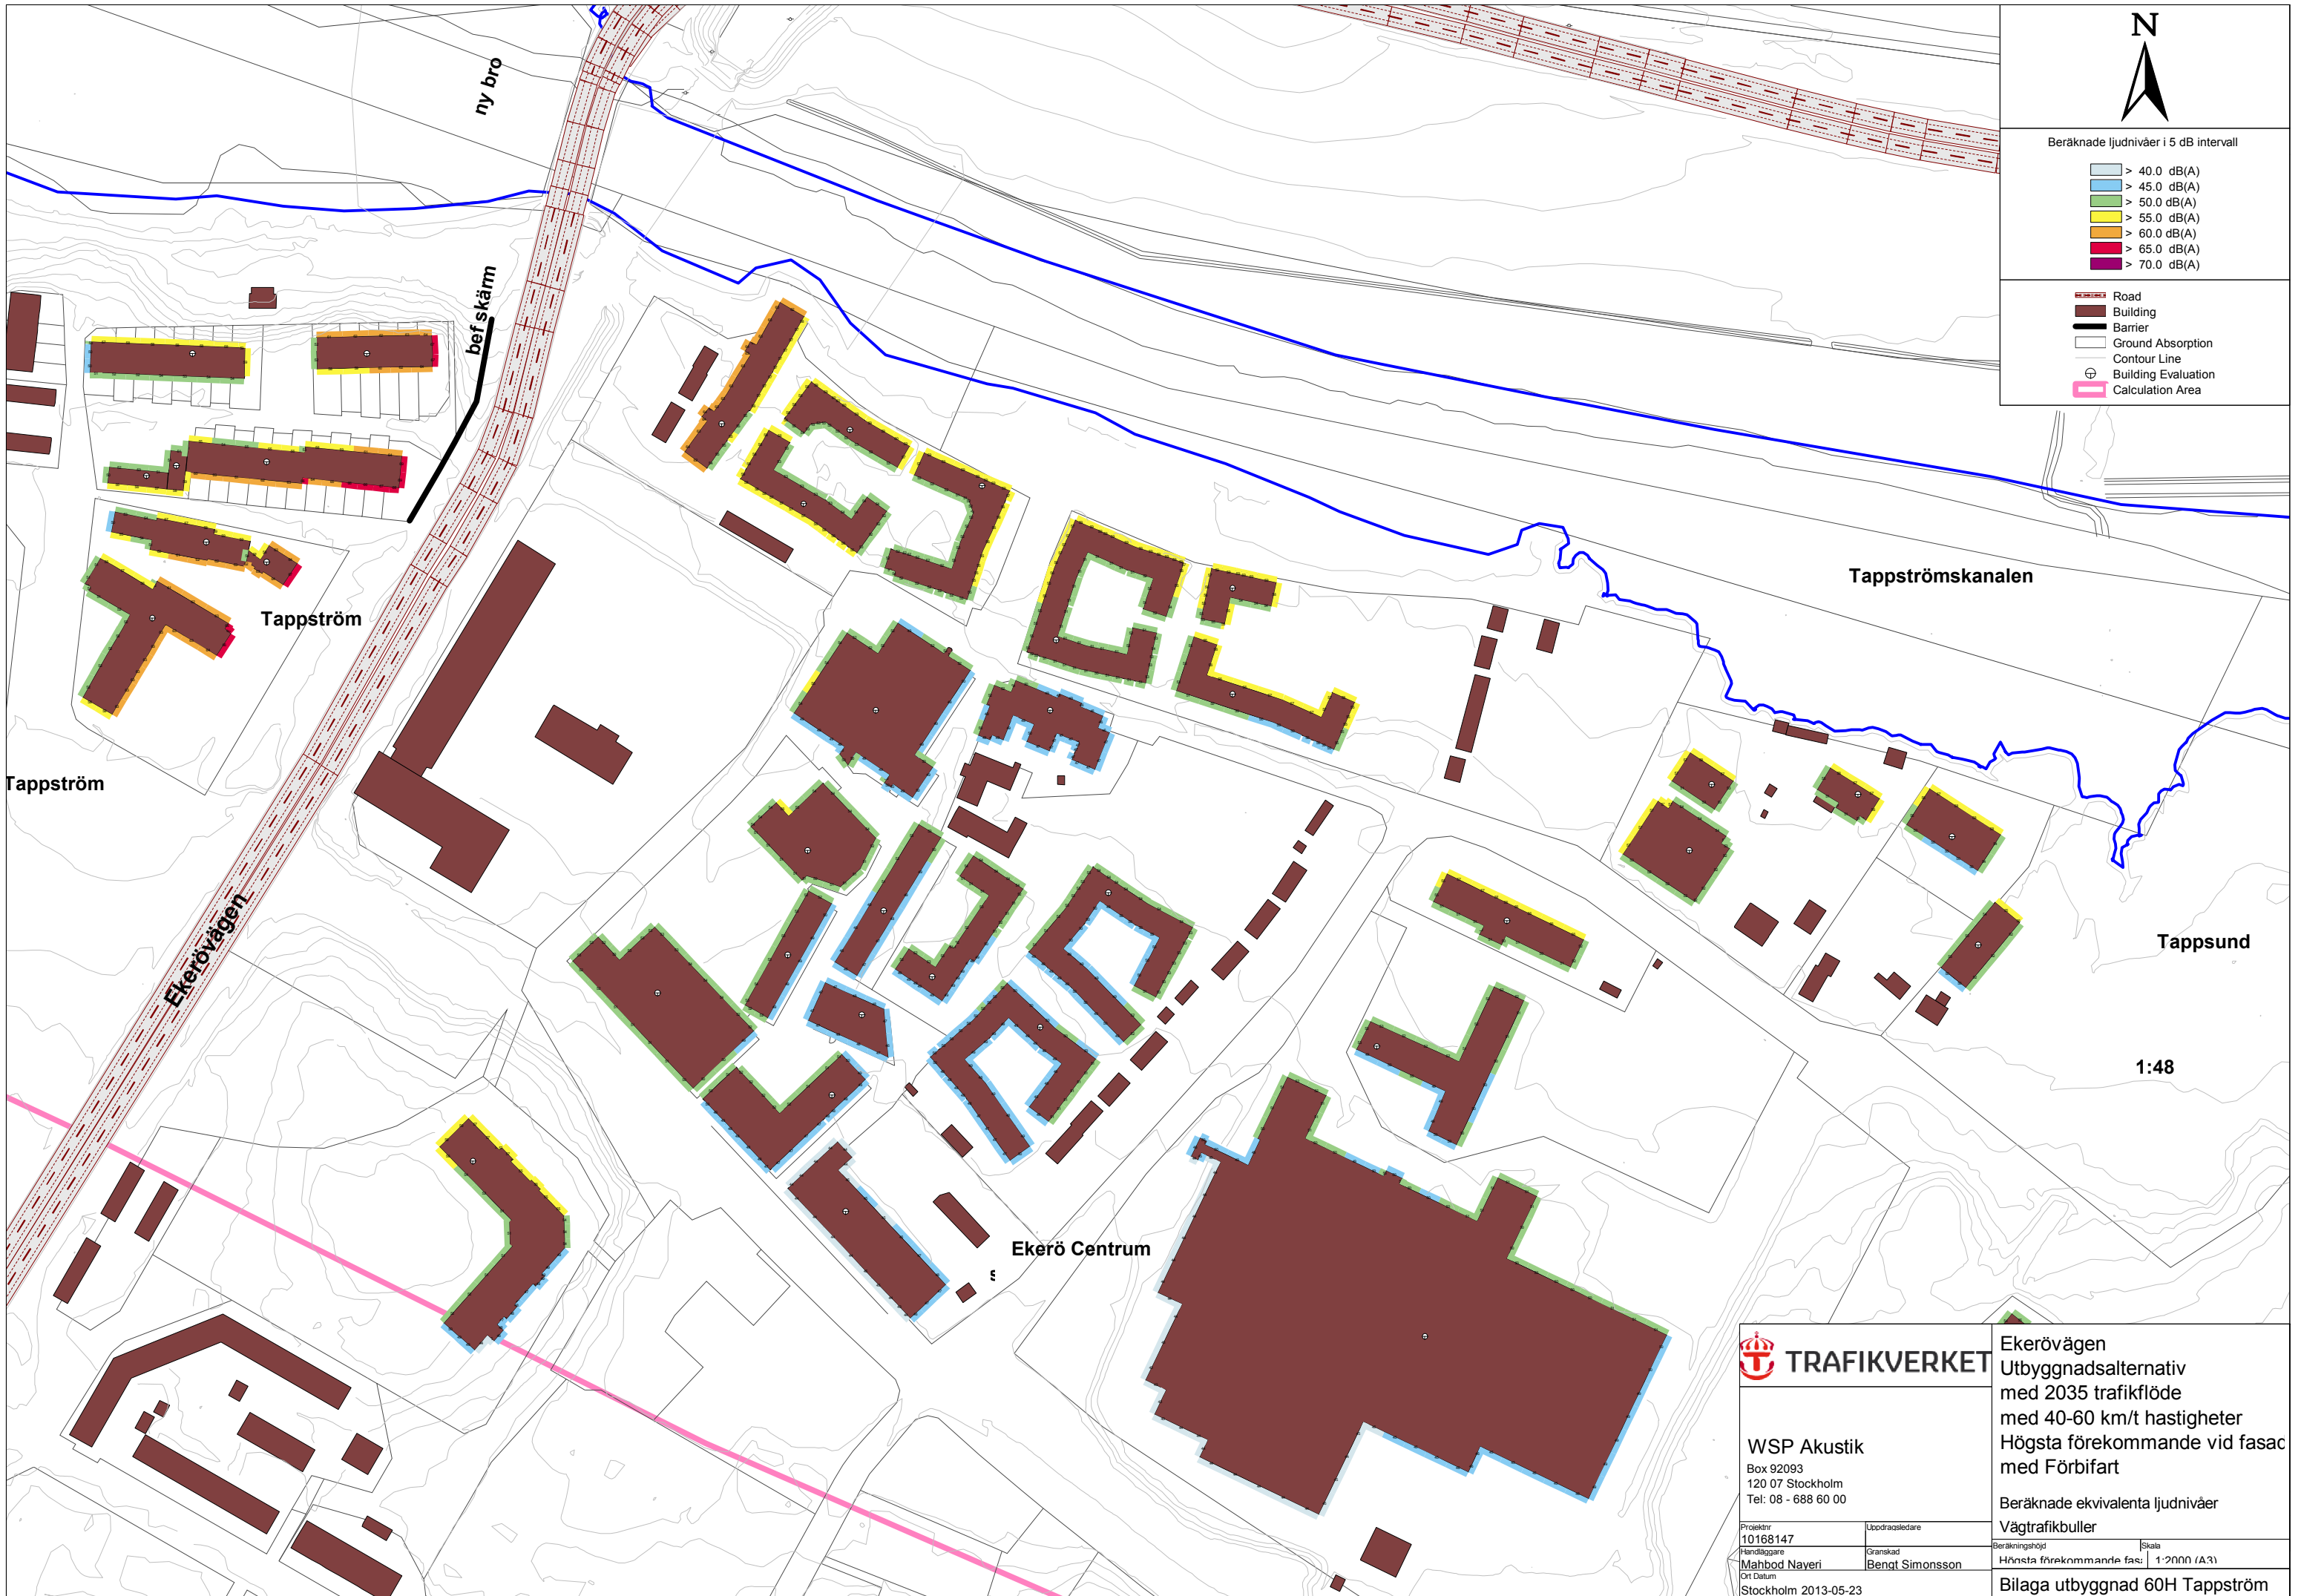 N
Beräknade ljudnivåer i 5 dB intervall
> 40.0 dB(A)
> 45.0 dB(A)
> 50.0 dB(A)
> 55.0 dB(A)
> 60.0 dB(A)
> 65.0 dB(A)
> 70.0 dB(A)
Road
Building
Barrier
Ground Absorption
Contour Line
Building Evaluation
Calculation Area
ny bro
bef skärm
Tappströmskanalen
Tappström
Tappström
Ekerövägen
Tappsund
1:48
Ekerö Centrum
s
TRAFIKVERKET
WSP Akustik
Box 92093
120 07 Stockholm
Tel: 08 - 688 60 00
Projektnr
10168147
Uppdragsledare
Handläggare
Mahbod Nayeri
Granskad
Bengt Simonsson
Ort Datum
Stockholm 2013-05-23
Ekerövägen
Utbyggnadsalternativ
med 2035 trafikflöde
med 40-60 km/t hastigheter
Högsta förekommande vid fasad
med Förbifart
Beräknade ekvivalenta ljudnivåer
Vägtrafikbuller
Beräkningshöjd
Högsta förekommande
Skala
1:2000 (A3)
Bilaga utbyggnad 60H Tappström